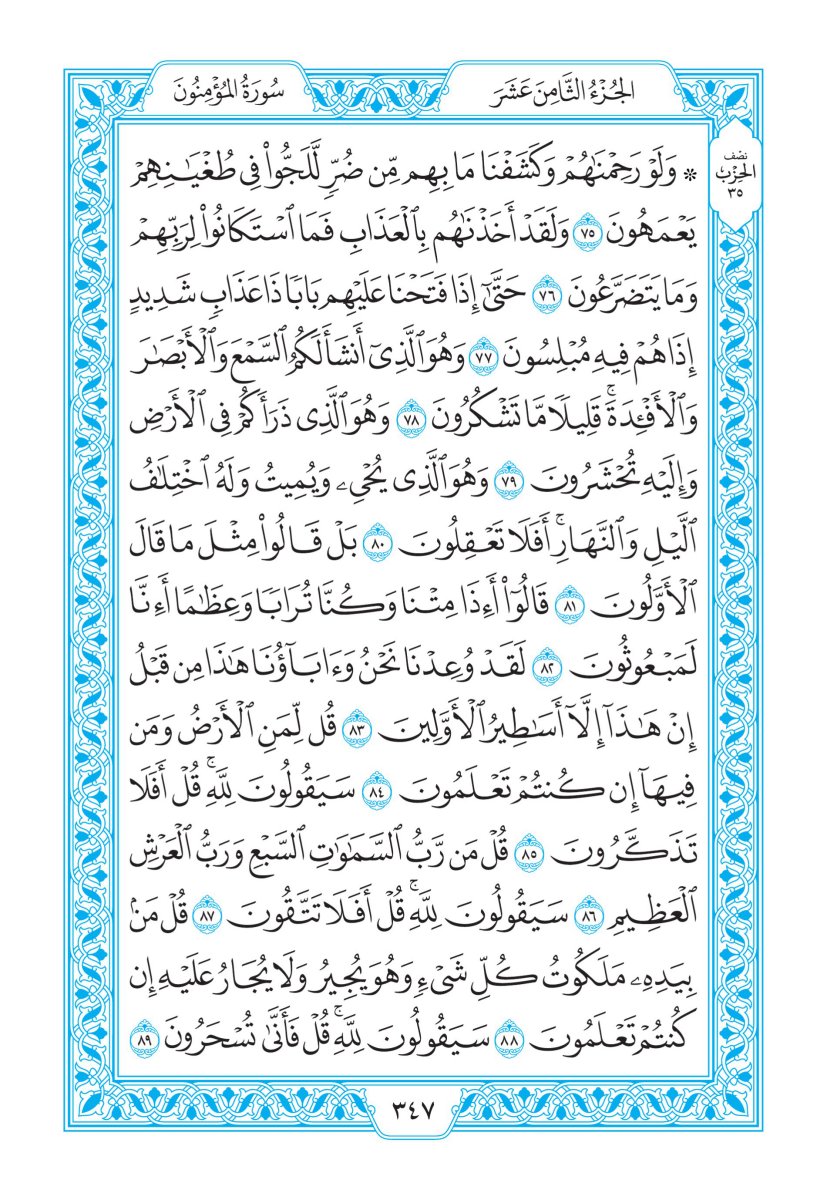 الجُزْءُ الثَّامِنَ عَشَرَ
سُورَةُ المُؤْمِنُونَ
نصف
الحِزْب
٣٥
۞ وَلَوْ رَحِمْنَٰهُمْ وَكَشَفْنَا مَا بِهِم مِّن ضُرٍّ لَّلَجُّوا۟ فِى طُغْيَٰنِهِمْ
يَعْمَهُونَ ٧٥ وَلَقَدْ أَخَذْنَٰهُم بِٱلْعَذَابِ فَمَا ٱسْتَكَانُوا۟ لِرَبِّهِمْ
وَمَا يَتَضَرَّعُونَ ٧٦ حَتَّىٰٓ إِذَا فَتَحْنَا عَلَيْهِم بَابًا ذَا عَذَابٍ شَدِيدٍ
إِذَا هُمْ فِيهِ مُبْلِسُونَ ٧٧ وَهُوَ ٱلَّذِىٓ أَنشَأَ لَكُمُ ٱلسَّمْعَ وَٱلْأَبْصَٰرَ
وَٱلْأَفْـِٔدَةَ ۚ قَلِيلًا مَّا تَشْكُرُونَ ٧٨ وَهُوَ ٱلَّذِى ذَرَأَكُمْ فِى ٱلْأَرْضِ
وَإِلَيْهِ تُحْشَرُونَ ٧٩ وَهُوَ ٱلَّذِى يُحْىِۦ وَيُمِيتُ وَلَهُ ٱخْتِلَٰفُ
ٱلَّيْلِ وَٱلنَّهَارِ ۚ أَفَلَا تَعْقِلُونَ ٨٠ بَلْ قَالُوا۟ مِثْلَ مَا قَالَ
ٱلْأَوَّلُونَ ٨١ قَالُوٓا۟ أَءِذَا مِتْنَا وَكُنَّا تُرَابًا وَعِظَٰمًا أَءِنَّا
لَمَبْعُوثُونَ ٨٢ لَقَدْ وُعِدْنَا نَحْنُ وَءَابَآؤُنَا هَٰذَا مِن قَبْلُ
إِنْ هَٰذَآ إِلَّآ أَسَٰطِيرُ ٱلْأَوَّلِينَ ٨٣ قُل لِّمَنِ ٱلْأَرْضُ وَمَن
فِيهَآ إِن كُنتُمْ تَعْلَمُونَ ٨٤ سَيَقُولُونَ لِلَّهِ ۚ قُلْ أَفَلَا
تَذَكَّرُونَ ٨٥ قُلْ مَن رَّبُّ ٱلسَّمَٰوَٰتِ ٱلسَّبْعِ وَرَبُّ ٱلْعَرْشِ
ٱلْعَظِيمِ ٨٦ سَيَقُولُونَ لِلَّهِ ۚ قُلْ أَفَلَا تَتَّقُونَ ٨٧ قُلْ مَنۢ
بِيَدِهِۦ مَلَكُوتُ كُلِّ شَىْءٍ وَهُوَ يُجِيرُ وَلَا يُجَارُ عَلَيْهِ إِن
كُنتُمْ تَعْلَمُونَ ٨٨ سَيَقُولُونَ لِلَّهِ ۚ قُلْ فَأَنَّىٰ تُسْحَرُونَ ٨٩
٣٤٧